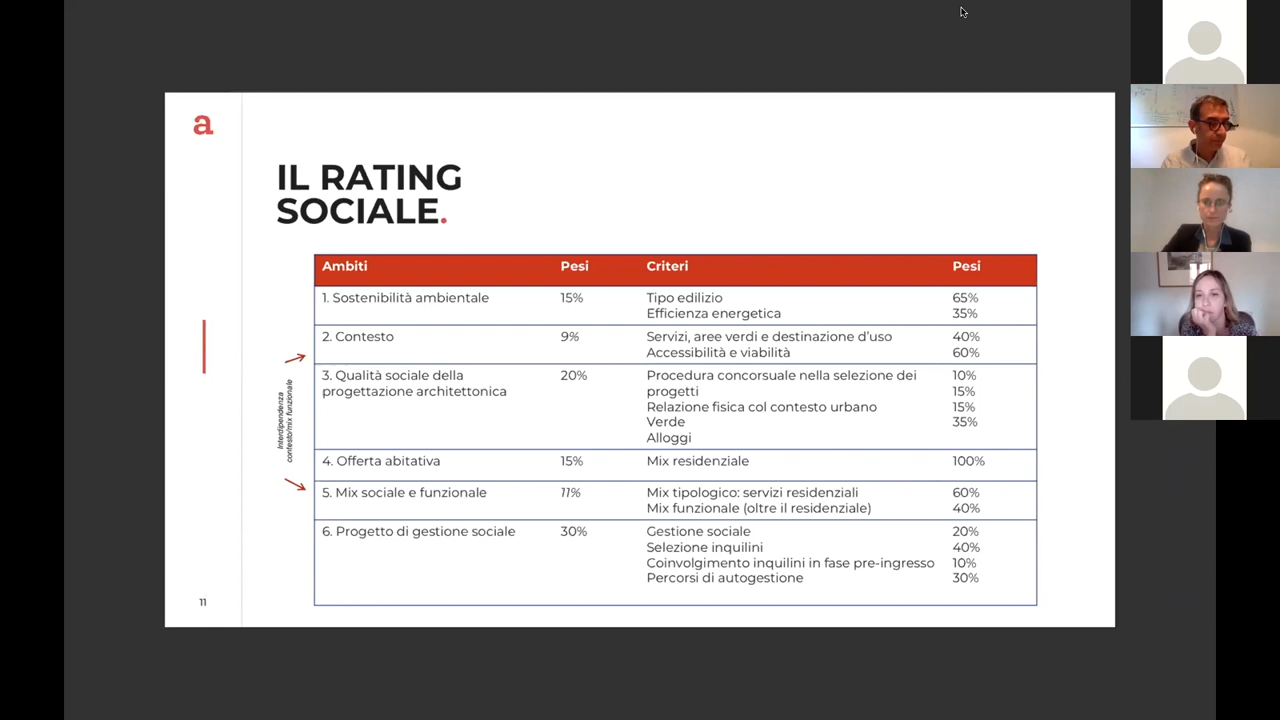 a
IL RATING
SOCIALE.
Ambiti Pesi Criteri Pesi
1. Sostenibilità ambientale 15% Tipo edilizio 65%
Efficienza energetica 35%
2. Contesto 9% Servizi, aree verdi e destinazione d'uso 40%
Accessibilità e viabilità 60%
3. Qualità sociale della 20% Procedura concorsuale nella selezione dei 10%
progettazione architettonica progetti 15%
Relazione fisica col contesto urbano 15%
Verde 35%
Alloggi
4. Offerta abitativa 15% Mix residenziale 100%
5. Mix sociale e funzionale 11% Mix tipologico: servizi residenziali 60%
Mix funzionale (oltre il residenziale) 40%
6. Progetto di gestione sociale 30% Gestione sociale 20%
Selezione inquilini 40%
Coinvolgimento inquilini in fase pre-ingresso 10%
Percorsi di autogestione 30%
Interdipendenza
contesto/mix funzionale
11